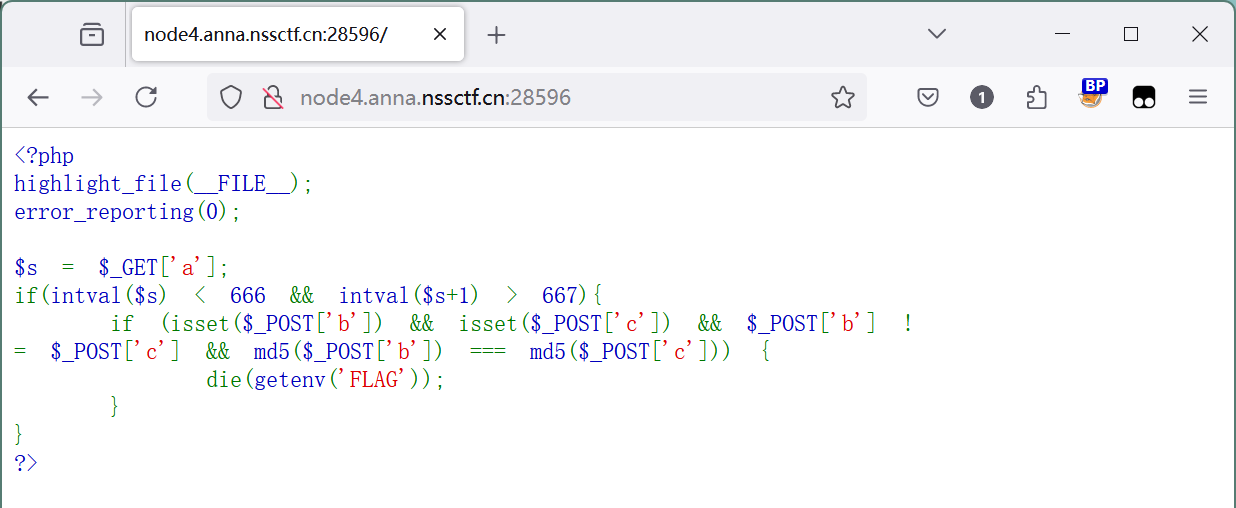 node4.anna.nssctf.cn:28596/
node4.anna.nssctf.cn:28596
1
BP
<?php
highlight_file(__FILE__);
error_reporting(0);
$s = $_GET['a'];
if(intval($s) < 666 && intval($s+1) > 667){
if (isset($_POST['b']) && isset($_POST['c']) && $_POST['b'] !
= $_POST['c'] && md5($_POST['b']) === md5($_POST['c'])) {
die(getenv('FLAG'));
}
}
?>